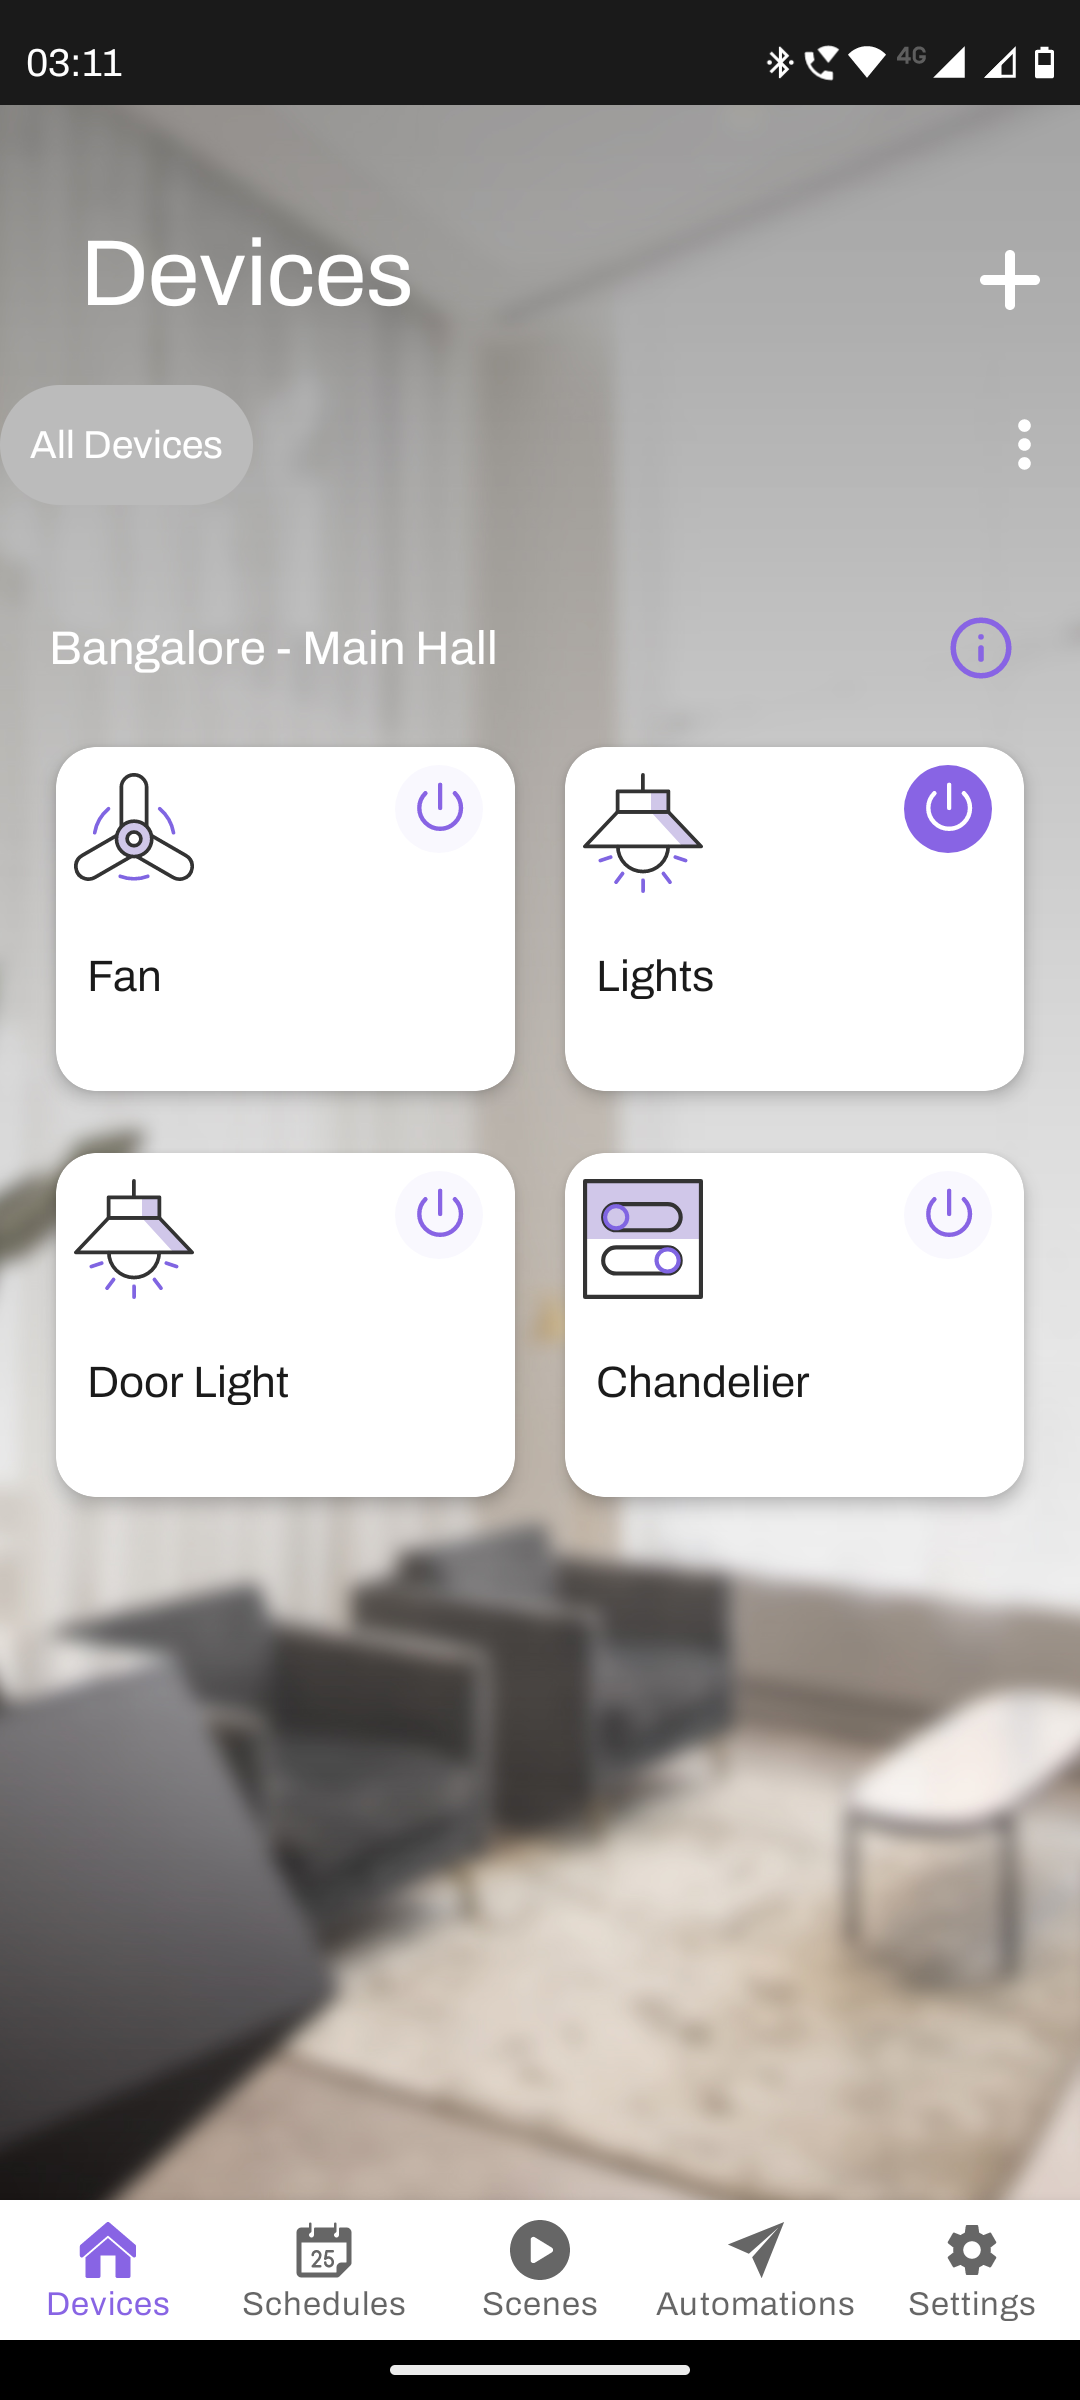 03:11
4G
Devices
All Devices
Bangalore - Main Hall
Fan
Lights
Door Light
Chandelier
25
Devices
Schedules
Scenes
Automations
Settings